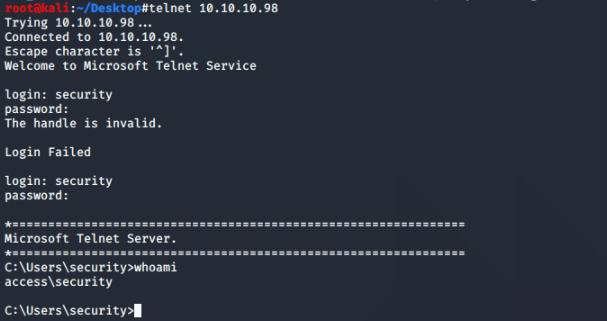 root@kali:~/Desktop#telnet 10.10.10.98
Trying 10.10.10.98...
Connected to 10.10.10.98.
Escape character is '^]'.
Welcome to Microsoft Telnet Service
login: security
password:
The handle is invalid.
Login Failed
login: security
password:
*===============================================================
Microsoft Telnet Server.
*===============================================================
C:\Users\security>whoami
access\security
C:\Users\security>